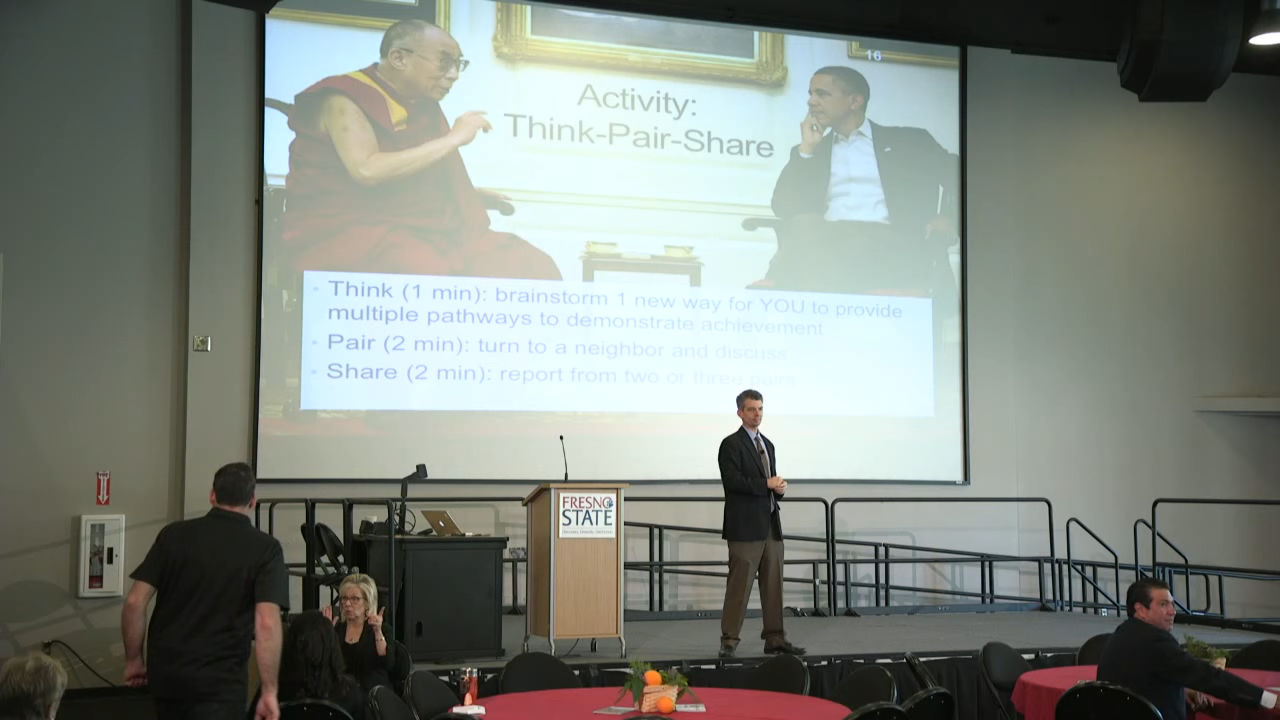 16
Activity:
Think-Pair-Share
Think (1 min): brainstorm 1 new way for YOU to provide
multiple pathways to demonstrate achievement
Pair (2 min): turn to a neighbor and discuss
Share (2 min): report from two or three pairs
FRESNO
STATE